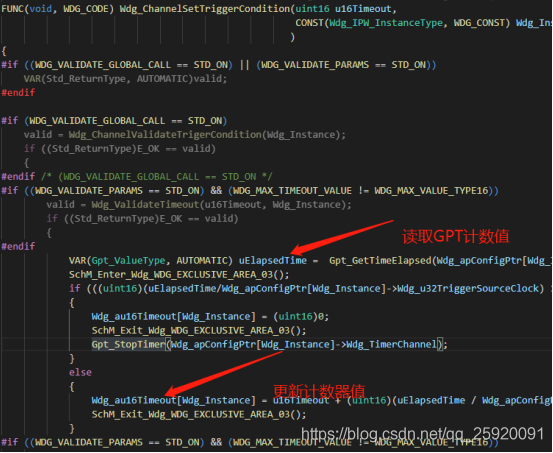 FUNC(void, WDG_CODE) Wdg_ChannelSetTriggerCondition(uint16 u16Timeout,
CONST(Wdg_IPW_InstanceType, WDG_CONST) Wdg_Ins
)
{
#if ((WDG_VALIDATE_GLOBAL_CALL == STD_ON) || (WDG_VALIDATE_PARAMS == STD_ON))
VAR(Std_ReturnType, AUTOMATIC)valid;
#endif
#if (WDG_VALIDATE_GLOBAL_CALL == STD_ON)
valid = Wdg_ChannelValidateTrigerCondition(Wdg_Instance);
if ((Std_ReturnType)E_OK == valid)
{
#endif /* (WDG_VALIDATE_GLOBAL_CALL == STD_ON */
#if ((WDG_VALIDATE_PARAMS == STD_ON) && (WDG_MAX_TIMEOUT_VALUE != WDG_MAX_VALUE_TYPE16))
valid = Wdg_ValidateTimeout(u16Timeout, Wdg_Instance);
if ((Std_ReturnType)E_OK == valid)
{
#endif
读取GPT计数值
VAR(Gpt_ValueType, AUTOMATIC) uElapsedTime = Gpt_GetTimeElapsed(Wdg_apConfigPtr[Wdg_I
SchM_Enter_Wdg_WDG_EXCLUSIVE_AREA_03();
if (((uint16)(uElapsedTime/Wdg_apConfigPtr[Wdg_Instance]->Wdg_u32TriggerSourceClock)
{
Wdg_au16Timeout[Wdg_Instance] = (uint16)0;
SchM_Exit_Wdg_WDG_EXCLUSIVE_AREA_03();
Gpt_StopTimer(Wdg_apConfigPtr[Wdg_Instance]->Wdg_TimerChannel);
}
else
{
更新计数器值
Wdg_au16Timeout[Wdg_Instance] = u16Timeout + (uint16)(uElapsedTime / Wdg_apConfig
SchM_Exit_Wdg_WDG_EXCLUSIVE_AREA_03();
}
https://blog.csdn.net/qq_25920091
#if ((WDG_VALIDATE_PARAMS == STD_ON) && (WDG_MAX_TIMEOUT_VALUE != WDG_MAX_VALUE_TYPE16))